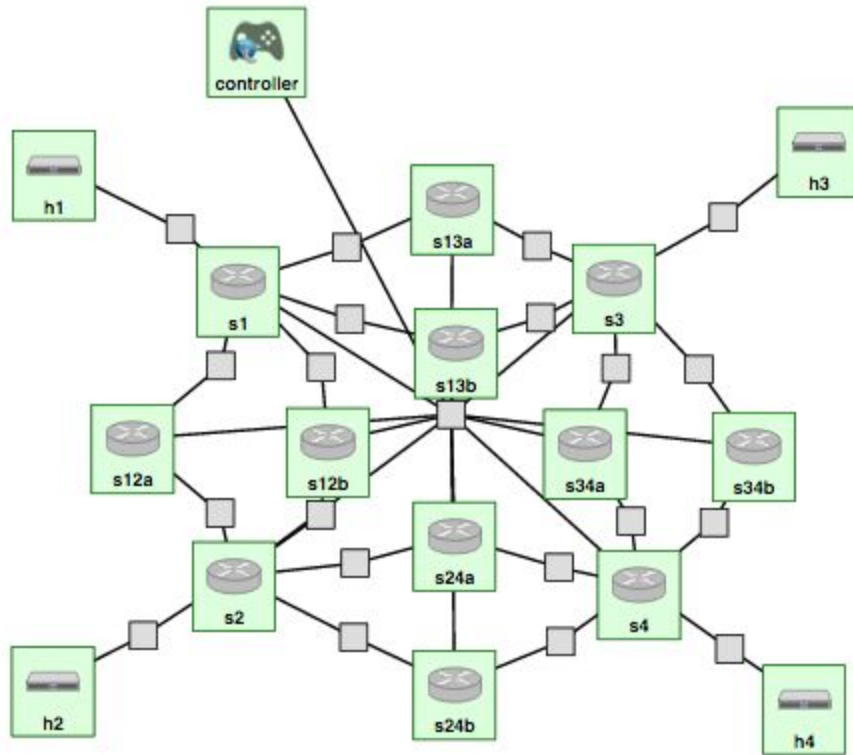 controller
h1
h3
s13a
s1
s3
s13b
s12a
s12b
s34a
s34b
s24a
s2
s4
h2
s24b
h4